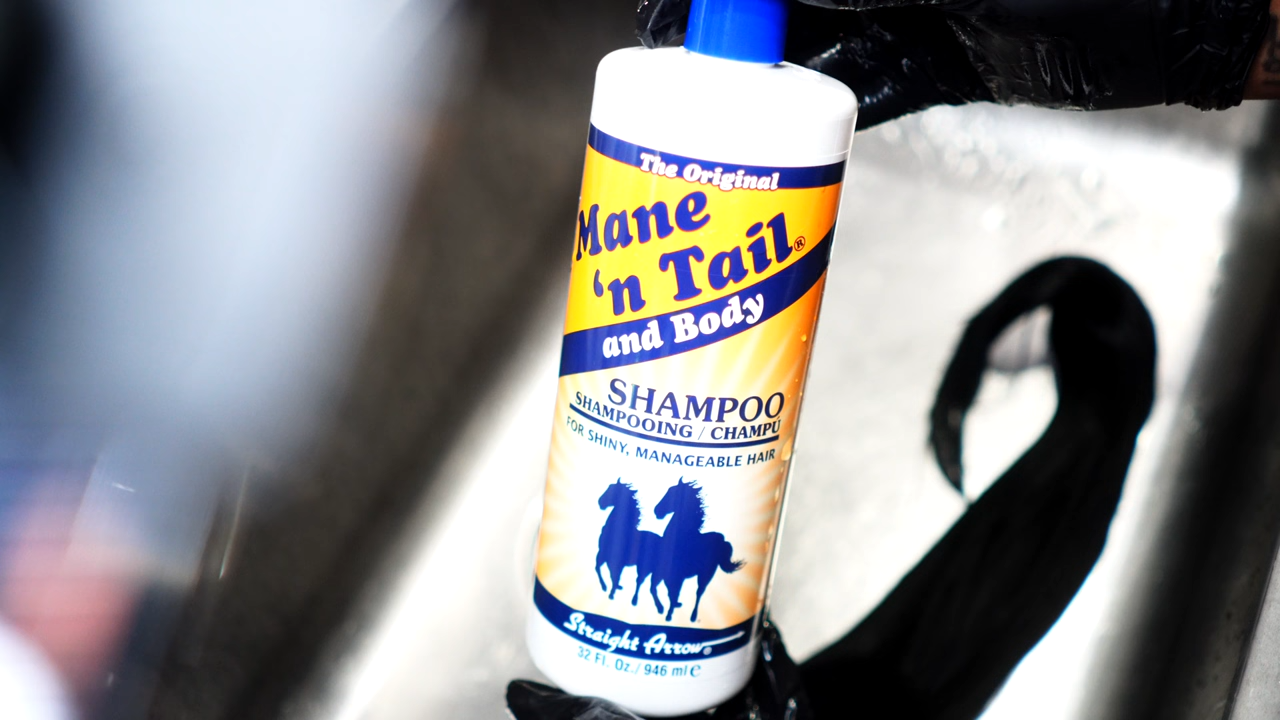 The Original
Mane
'n Tail®
and Body
SHAMPOO
SHAMPOOING / CHAMPÚ
FOR SHINY, MANAGEABLE HAIR
Straight Arrow®
32 Fl. Oz./ 946 ml ℮